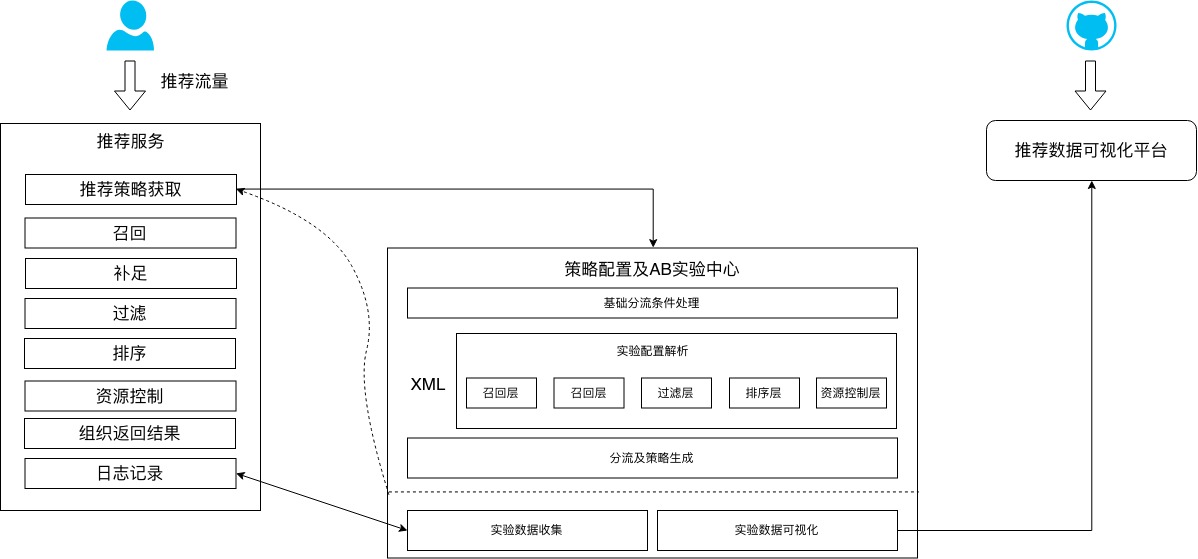 推荐流量
推荐服务
推荐策略获取
召回
补足
过滤
排序
资源控制
组织返回结果
日志记录
策略配置及AB实验中心
基础分流条件处理
XML
实验配置解析
召回层
召回层
过滤层
排序层
资源控制层
分流及策略生成
实验数据收集
实验数据可视化
推荐数据可视化平台